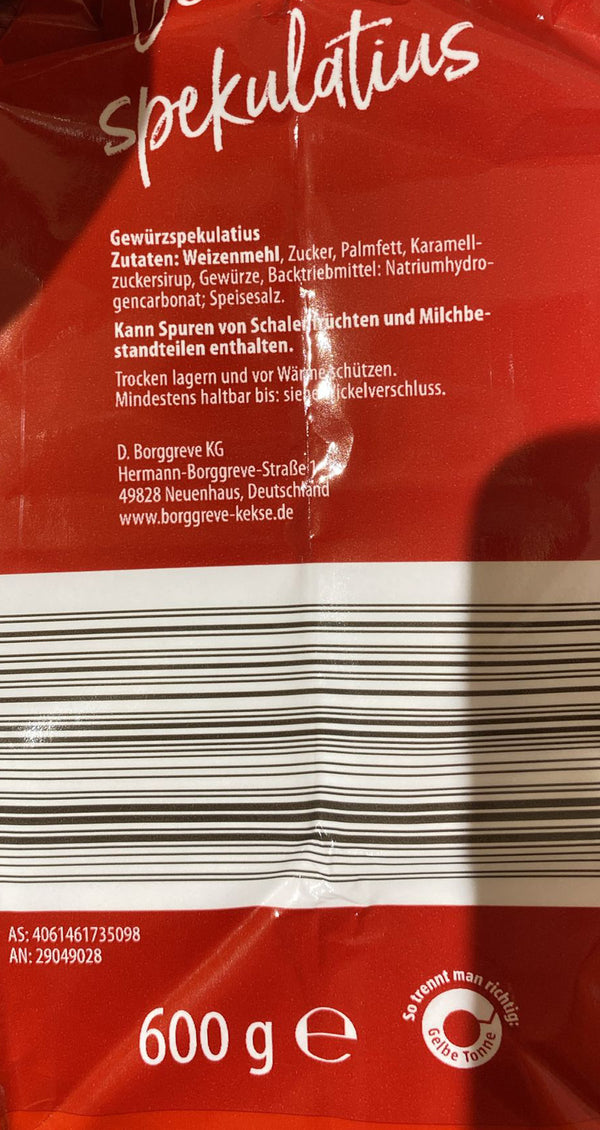 spekulatius
Gewürzspekulatius
Zutaten: Weizenmehl, Zucker, Palmfett, Karamell-
zuckersirup, Gewürze, Backtriebmittel: Natriumhydro-
gencarbonat; Speisesalz.
Kann Spuren von Schalenfrüchten und Milchbe-
standteilen enthalten.
Trocken lagern und vor Wärme schützen.
Mindestens haltbar bis: siehe Wickelverschluss.
D. Borggreve KG
Hermann-Borggreve-Straße
49828 Neuenhaus, Deutschland
www.borggreve-kekse.de
AS: 4061461735098
AN: 29049028
600 g e
So trennt man richtig:
Gelbe Tonne